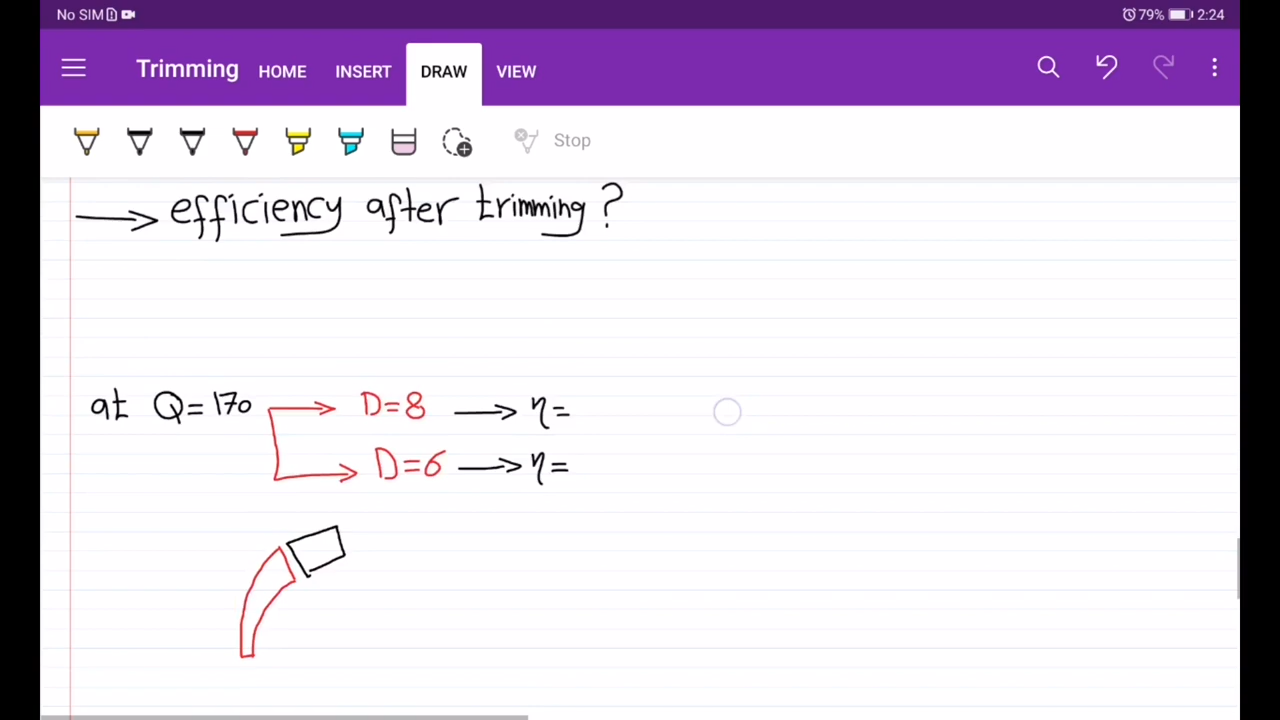 No SIM 79% 2:24
Trimming HOME INSERT DRAW VIEW
Stop
→ efficiency after trimming ?
at Q=170 → D=8 → η=
→ D=6 → η=